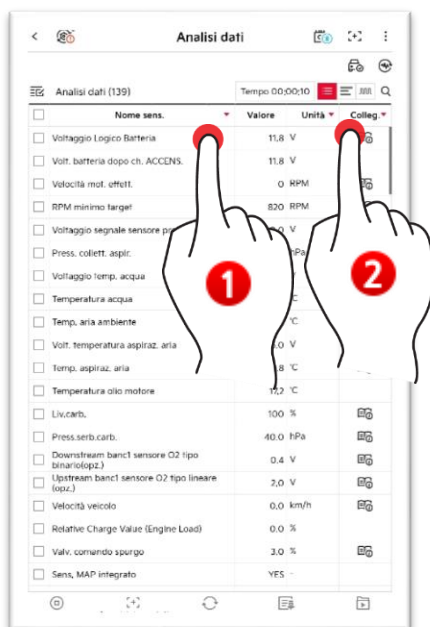 Analisi dati
Analisi dati (139) Tempo 00:00:10
Nome sens. Valore Unità Colleg.
Voltaggio Logico Batteria 11,8 V
Volt. batteria dopo ch. ACCENS. 11.8 V
Velocità mot. effett. 0 RPM
RPM minimo target 820 RPM
Voltaggio segnale sensore V
Press. collett. aspir. hPa
Voltaggio temp. acqua
Temperatura acqua °C
Temp. aria ambiente °C
Volt. temperatura aspiraz. aria V
Temp. aspiraz. aria °C
Temperatura olio motore °C
Liv.carb. 100 %
Press.serb.carb. 40.0 hPa
Downstream banc1 sensore O2 tipo
binario(opz.) 0.4 V
Upstream banc1 sensore O2 tipo lineare
(opz.) 2,0 V
Velocità veicolo 0.0 km/h
Relative Charge Value (Engine Load) 0.0 %
Valv. comando spurgo 3.0 %
Sens. MAP integrato YES -
1
2